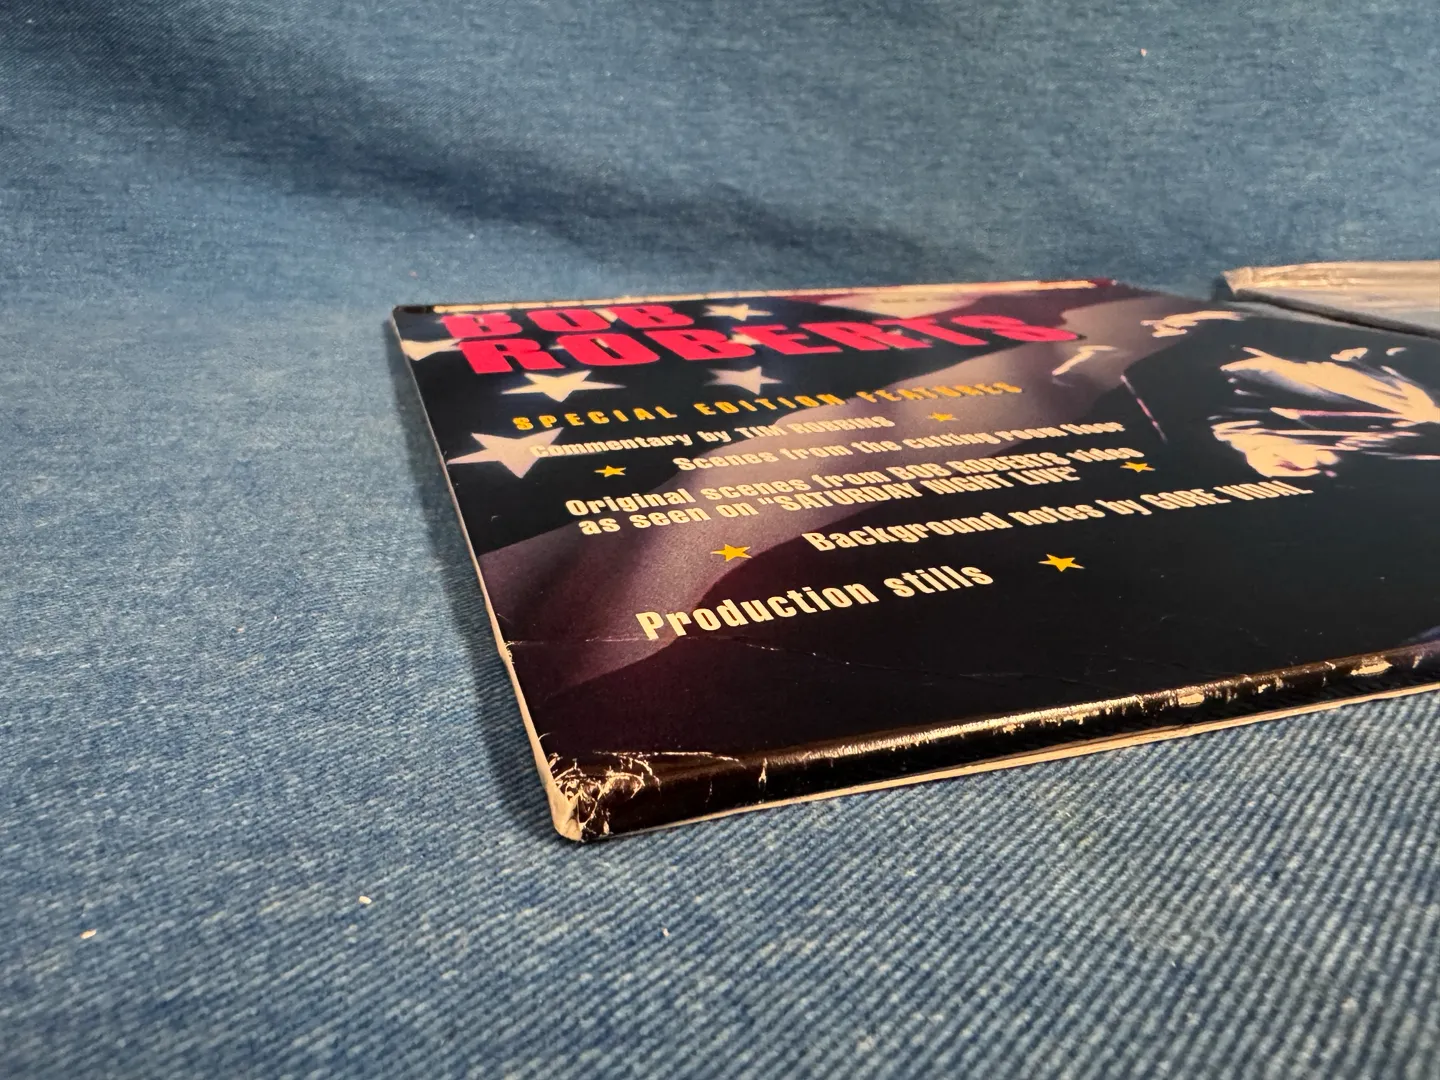 BOB
ROBERTS
SPECIAL EDITION FEATURES
Commentary by TIM ROBBINS
Scenes from the cutting room floor
Original scenes from BOB ROBERTS video
as seen on "SATURDAY NIGHT LIVE"
Background notes by GORE VIDAL
Production stills